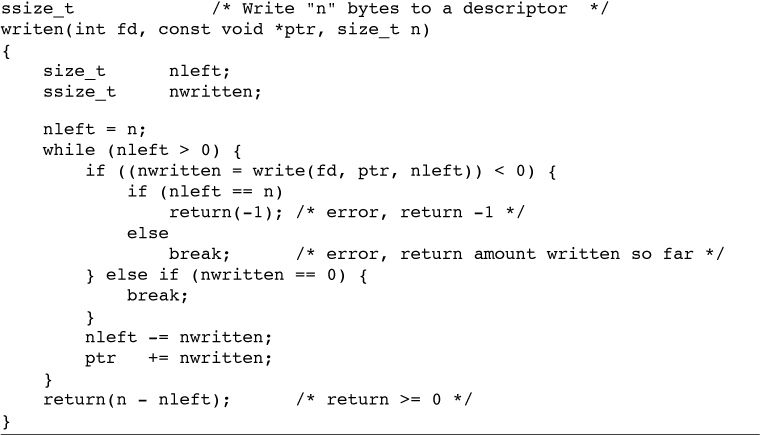 ssize_t             /* Write "n" bytes to a descriptor  */
writen(int fd, const void *ptr, size_t n)
{
    size_t      nleft;
    ssize_t     nwritten;

    nleft = n;
    while (nleft > 0) {
        if ((nwritten = write(fd, ptr, nleft)) < 0) {
            if (nleft == n)
                return(-1); /* error, return -1 */
            else
                break;      /* error, return amount written so far */
        } else if (nwritten == 0) {
            break;
        }
        nleft -= nwritten;
        ptr   += nwritten;
    }
    return(n - nleft);      /* return >= 0 */
}